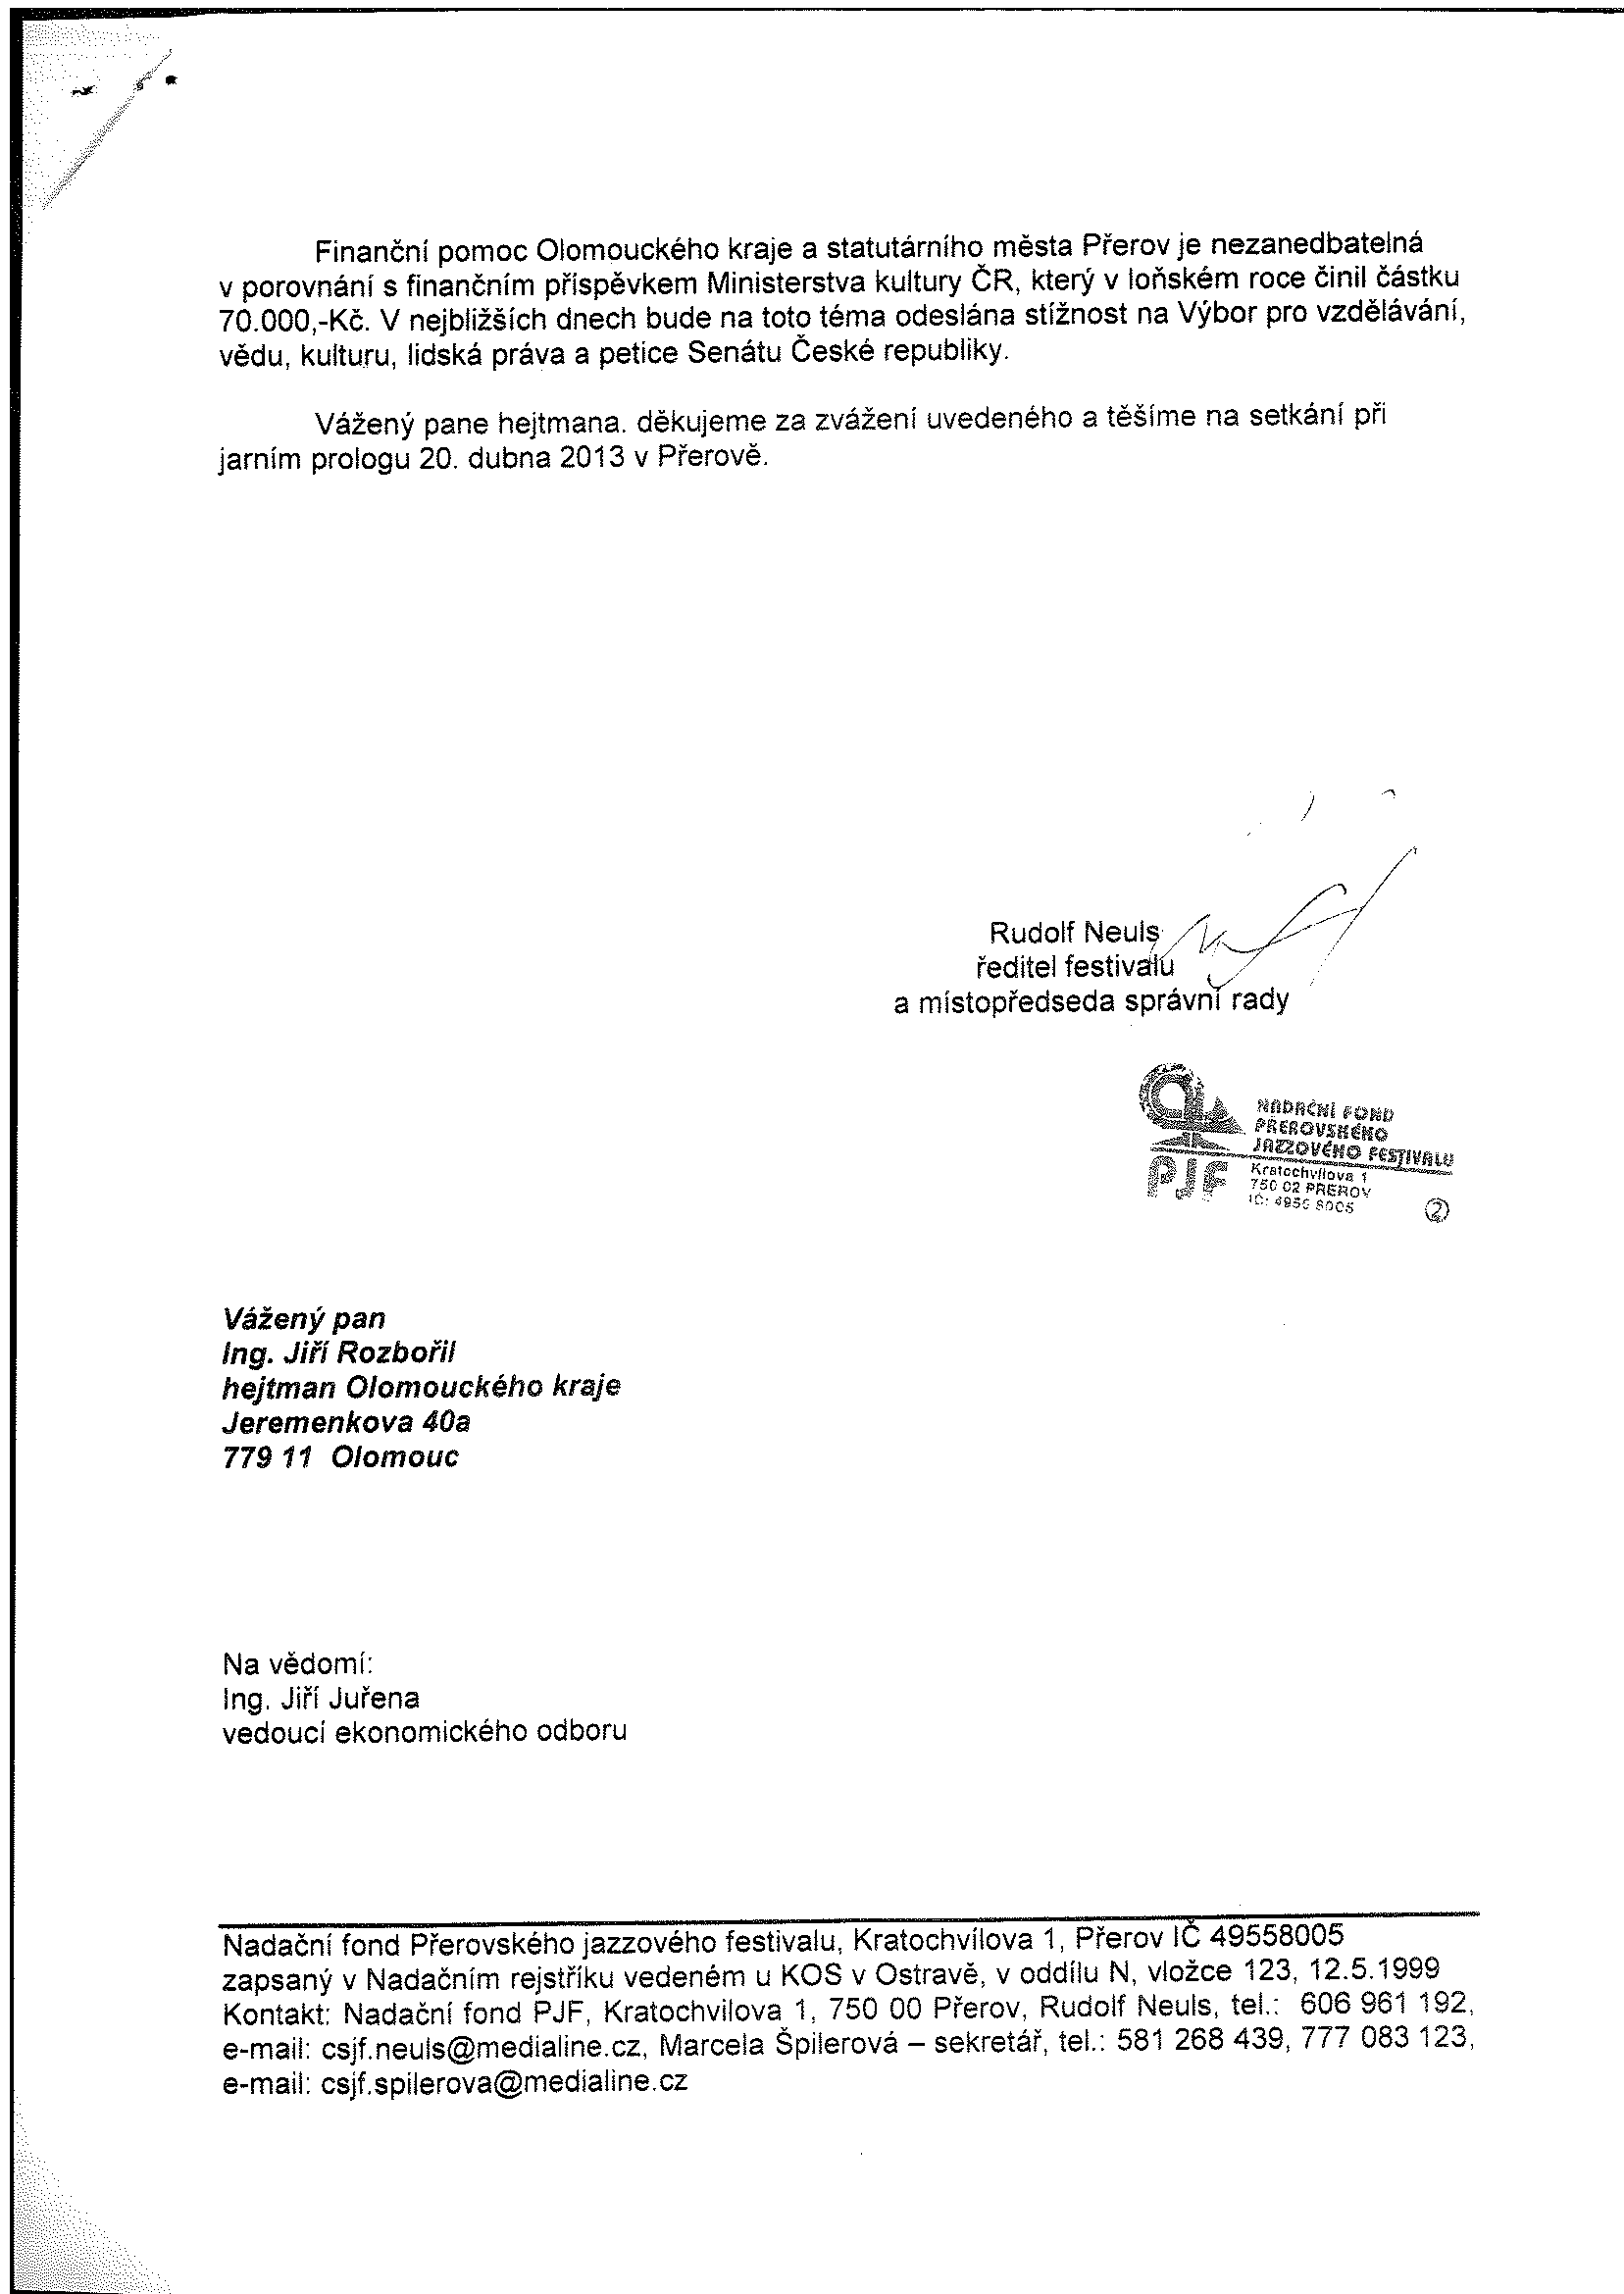 Finanční pomoc Olomouckého kraje a statutárního města Přerov je nezanedbatelná
v porovnání s finančním příspěvkem Ministerstva kultury ČR, který v loňském roce činil částku
70.000,-Kč. V nejbližších dnech bude na toto téma odeslána stížnost na Výbor pro vzdělávání,
vědu, kulturu, lidská práva a petice Senátu České republiky.
Vážený pane hejtmana. děkujeme za zvážení uvedeného a těšíme na setkání při
jarním prologu 20. dubna 2013 v Přerově.
Rudolf Neuls
ředitel festivalu
a místopředseda správní rady
NADAČNÍ FOND
PŘEROVSKÉHO
JAZZOVÉHO FESTIVALU
PJF
Kratochvílova 1
750 02 PŘEROV
IČ: 4955 8005
2
Vážený pan
Ing. Jiří Rozbořil
hejtman Olomouckého kraje
Jeremenkova 40a
779 11 Olomouc
Na vědomí:
Ing. Jiří Juřena
vedoucí ekonomického odboru
Nadační fond Přerovského jazzového festivalu, Kratochvílova 1, Přerov IČ 49558005
zapsaný v Nadačním rejstříku vedeném u KOS v Ostravě, v oddílu N, vložce 123, 12.5.1999
Kontakt: Nadační fond PJF, Kratochvilova 1, 750 00 Přerov, Rudolf Neuls, tel.: 606 961 192,
e-mail: csjf.neuls@medialine.cz, Marcela Špilerová – sekretář, tel.: 581 268 439, 777 083 123,
e-mail: csjf.spilerova@medialine.cz